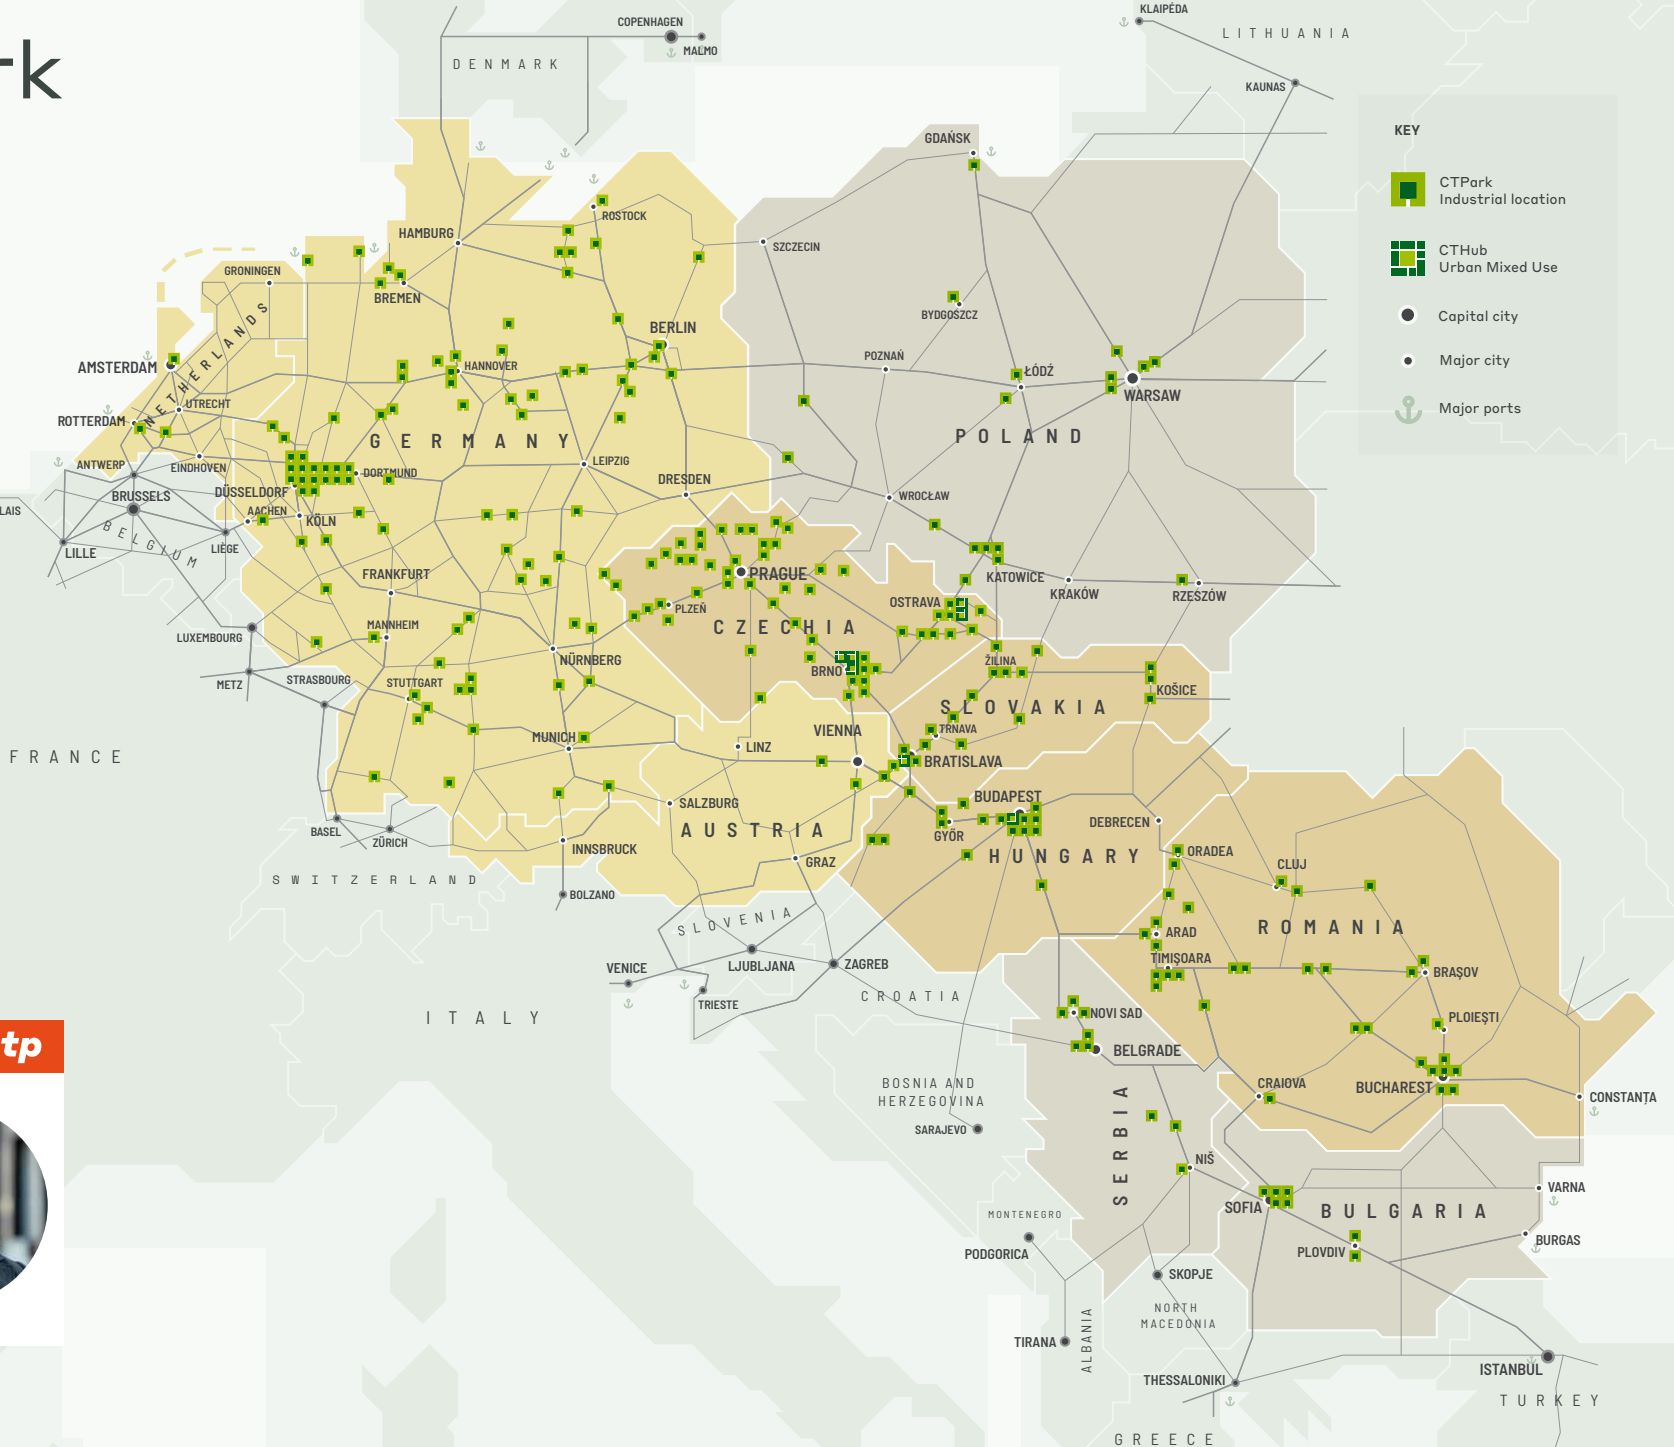 rk
KEY
CTPark
Industrial location
CTHub
Urban Mixed Use
Capital city
Major city
Major ports
KLAIPĖDA
LITHUANIA
COPENHAGEN
MALMO
DENMARK
KAUNAS
GDAŃSK
ROSTOCK
HAMBURG
SZCZECIN
GRONINGEN
BREMEN
BYDGOSZCZ
BERLIN
AMSTERDAM
NETHERLANDS
HANNOVER
POZNAŃ
ŁÓDŹ
WARSAW
UTRECHT
ROTTERDAM
GERMANY
POLAND
ANTWERP
EINDHOVEN
DORTMUND
LEIPZIG
DRESDEN
WROCŁAW
BRUSSELS
DÜSSELDORF
LAIS
AACHEN
KÖLN
BELGIUM
LILLE
LIÈGE
FRANKFURT
PRAGUE
KATOWICE
KRAKÓW
RZESZÓW
OSTRAVA
PLZEŇ
CZECHIA
MANNHEIM
LUXEMBOURG
NÜRNBERG
ŽILINA
BRNO
METZ
STRASBOURG
STUTTGART
KOŠICE
SLOVAKIA
TRNAVA
VIENNA
MUNICH
LINZ
FRANCE
BRATISLAVA
BUDAPEST
SALZBURG
BASEL
ZÜRICH
AUSTRIA
GYŐR
DEBRECEN
INNSBRUCK
HUNGARY
ORADEA
GRAZ
CLUJ
SWITZERLAND
BOLZANO
SLOVENIA
ROMANIA
ARAD
TIMIȘOARA
VENICE
LJUBLJANA
ZAGREB
BRAȘOV
CROATIA
TRIESTE
ITALY
NOVI SAD
PLOIEȘTI
tp
BELGRADE
BOSNIA AND
HERZEGOVINA
CRAIOVA
BUCHAREST
CONSTANȚA
SARAJEVO
SERBIA
NIŠ
VARNA
SOFIA
BULGARIA
MONTENEGRO
BURGAS
PODGORICA
PLOVDIV
SKOPJE
NORTH
MACEDONIA
TIRANA
ALBANIA
ISTANBUL
THESSALONIKI
TURKEY
GREECE